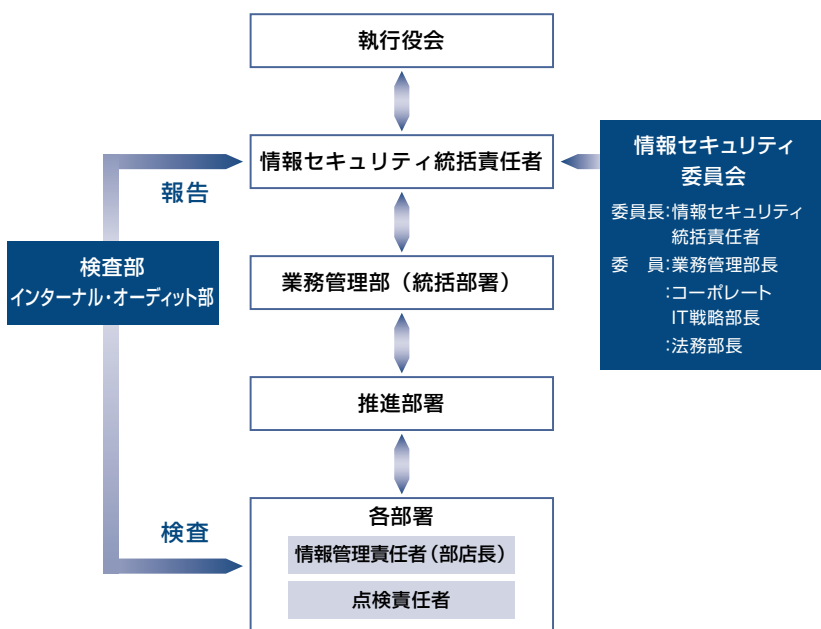 執行役会
情報セキュリティ統括責任者
報告
情報セキュリティ
委員会
委員長:情報セキュリティ
統括責任者
委　員:業務管理部長
:コーポレート
IT戦略部長
:法務部長
検査部
インターナル・オーディット部
業務管理部（統括部署）
推進部署
検査
各部署
情報管理責任者（部店長）
点検責任者